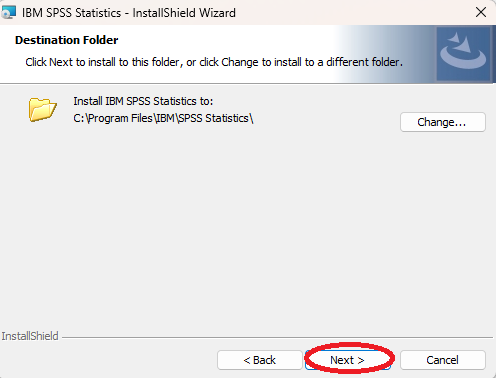 IBM SPSS Statistics - InstallShield Wizard
Destination Folder
Click Next to install to this folder, or click Change to install to a different folder.
Install IBM SPSS Statistics to:
C:\Program Files\IBM\SPSS Statistics\
Change...
InstallShield
< Back
Next >
Cancel